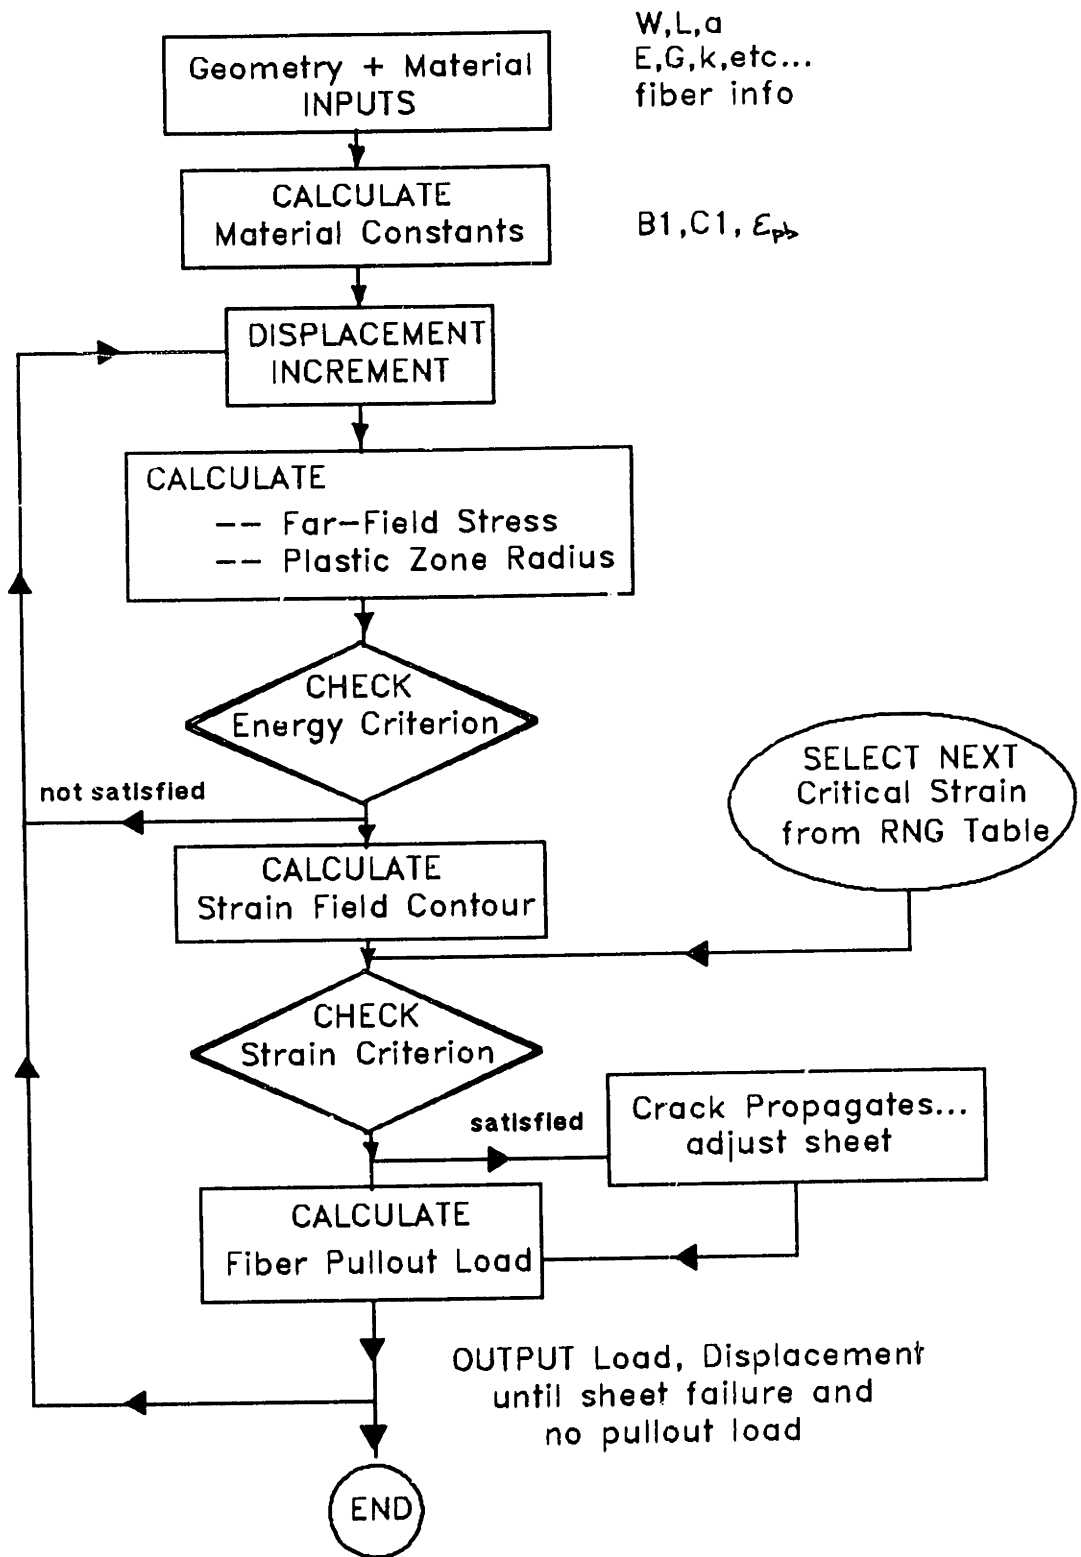 W,L,a
E,G,k,etc...
fiber info
Geometry + Material
INPUTS
CALCULATE
Material Constants
B1,C1, ε_pb
DISPLACEMENT
INCREMENT
CALCULATE
-- Far-Field Stress
-- Plastic Zone Radius
CHECK
Energy Criterion
not satisfied
SELECT NEXT
Critical Strain
from RNG Table
CALCULATE
Strain Field Contour
CHECK
Strain Criterion
satisfied
Crack Propagates...
adjust sheet
CALCULATE
Fiber Pullout Load
OUTPUT Load, Displacement
until sheet failure and
no pullout load
END